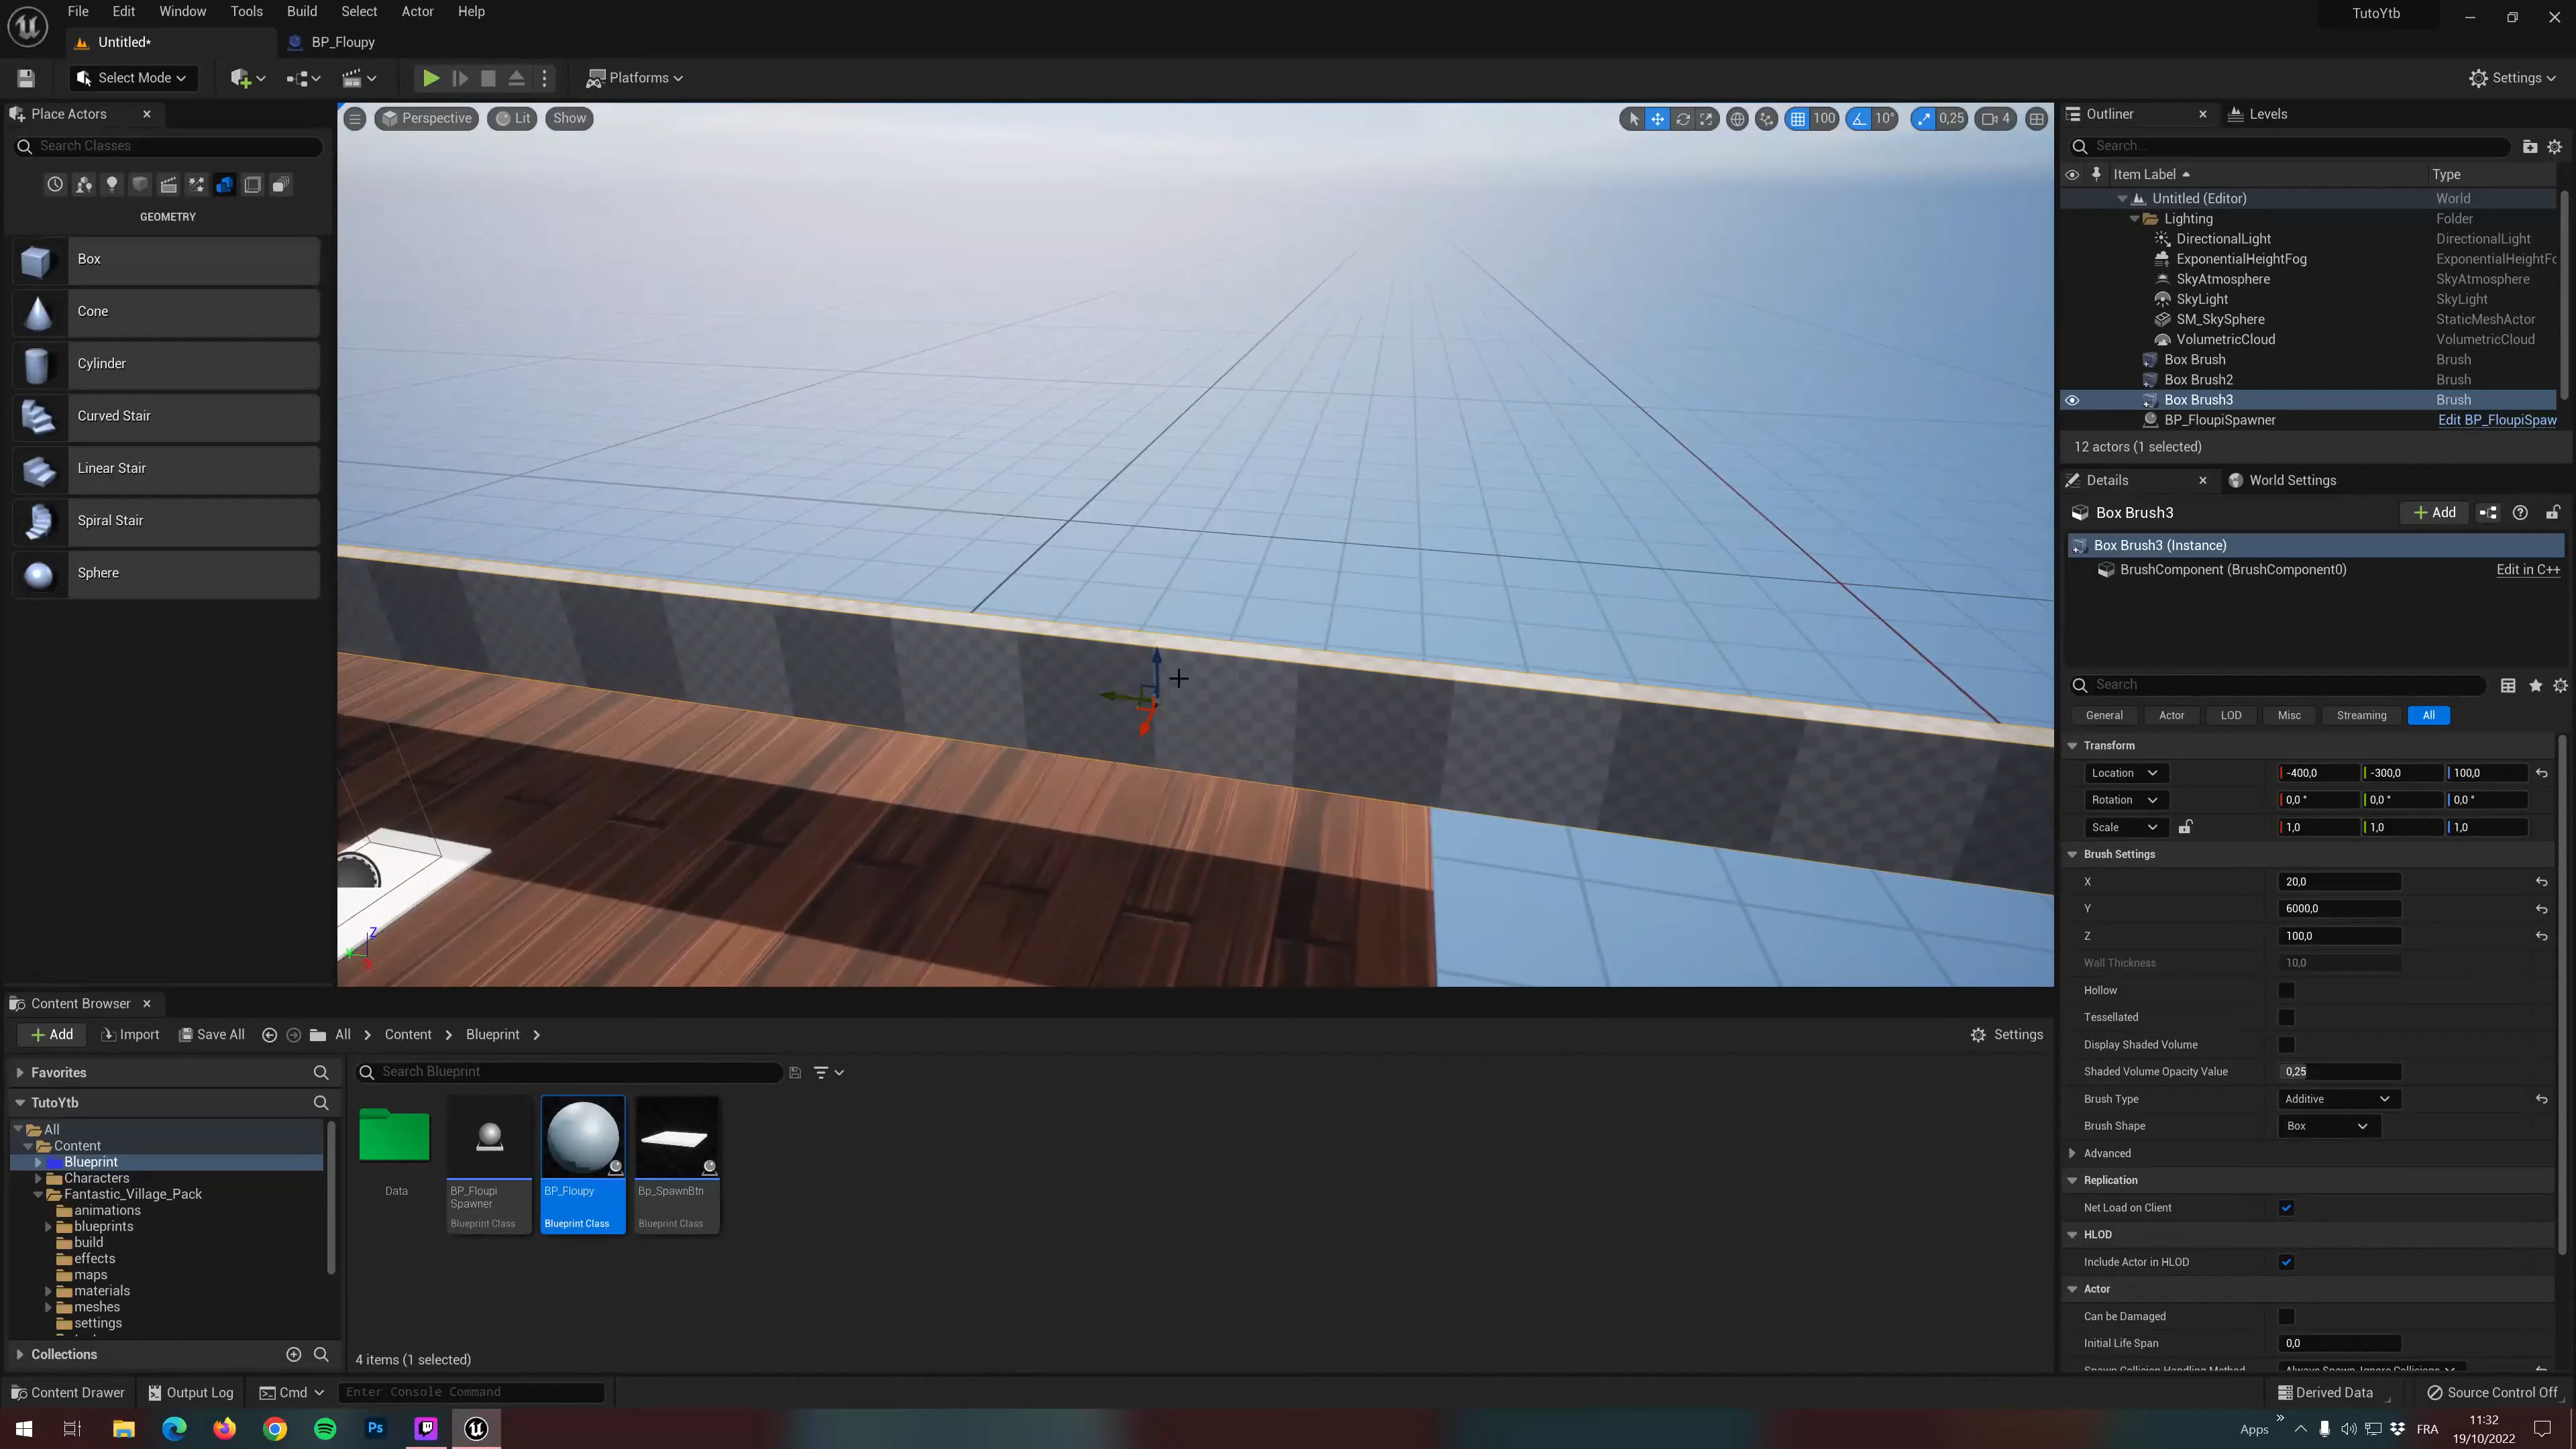 File Edit Window Tools Build Select Actor Help
TutoYtb
Untitled*
BP_Floupy
Select Mode
Platforms
Settings
Place Actors
Search Classes
GEOMETRY
Box
Cone
Cylinder
Curved Stair
Linear Stair
Spiral Stair
Sphere
Perspective
Lit
Show
100
10°
0,25
4
Z
Outliner
Levels
Search...
Item Label
Type
Untitled (Editor) World
Lighting Folder
DirectionalLight DirectionalLight
ExponentialHeightFog ExponentialHeightFc
SkyAtmosphere SkyAtmosphere
SkyLight SkyLight
SM_SkySphere StaticMeshActor
VolumetricCloud VolumetricCloud
Box Brush Brush
Box Brush2 Brush
Box Brush3 Brush
BP_FloupiSpawner Edit BP_FloupiSpaw
12 actors (1 selected)
Details
World Settings
Box Brush3
Add
Box Brush3 (Instance)
BrushComponent (BrushComponent0) Edit in C++
Search
General Actor LOD Misc Streaming All
Transform
Location -400,0 -300,0 100,0
Rotation 0,0 ° 0,0 ° 0,0 °
Scale 1,0 1,0 1,0
Brush Settings
X 20,0
Y 6000,0
Z 100,0
Wall Thickness 10,0
Hollow
Tessellated
Display Shaded Volume
Shaded Volume Opacity Value 0,25
Brush Type Additive
Brush Shape Box
Advanced
Replication
Net Load on Client
HLOD
Include Actor in HLOD
Actor
Can be Damaged
Initial Life Span 0,0
Spawn Collision Handling Method Always Spawn, Ignore Collisions
Content Browser
Add Import Save All All Content Blueprint
Settings
Favorites
TutoYtb
All
Content
Blueprint
Characters
Fantastic_Village_Pack
animations
blueprints
build
effects
maps
materials
meshes
settings
Collections
Search Blueprint
Data
BP_Floupi
Spawner
Blueprint Class
BP_Floupy
Blueprint Class
Bp_SpawnBtn
Blueprint Class
4 items (1 selected)
Content Drawer
Output Log
Cmd
Enter Console Command
Derived Data
Source Control Off
Ps
Apps
FRA
11:32
19/10/2022